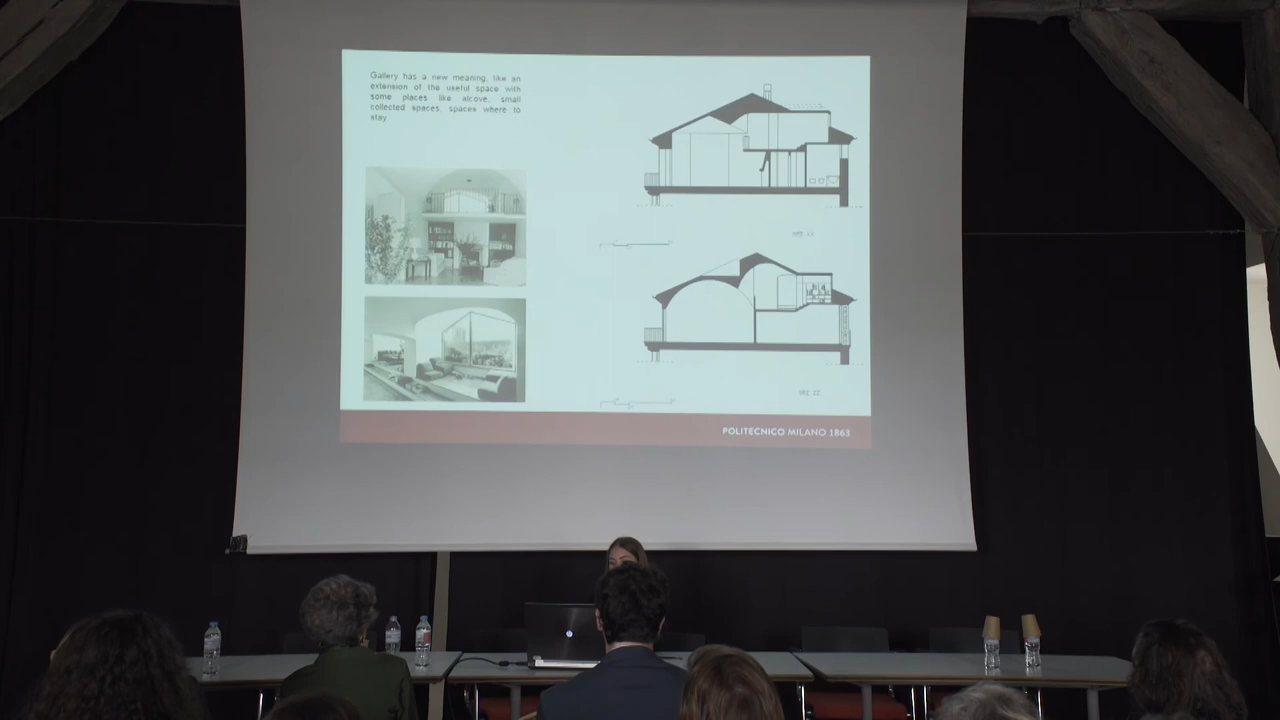 Gallery has a new meaning, like an
extension of the useful space with
some places like alcove, small
collected spaces, spaces where to
stay.
POLITECNICO MILANO 1863